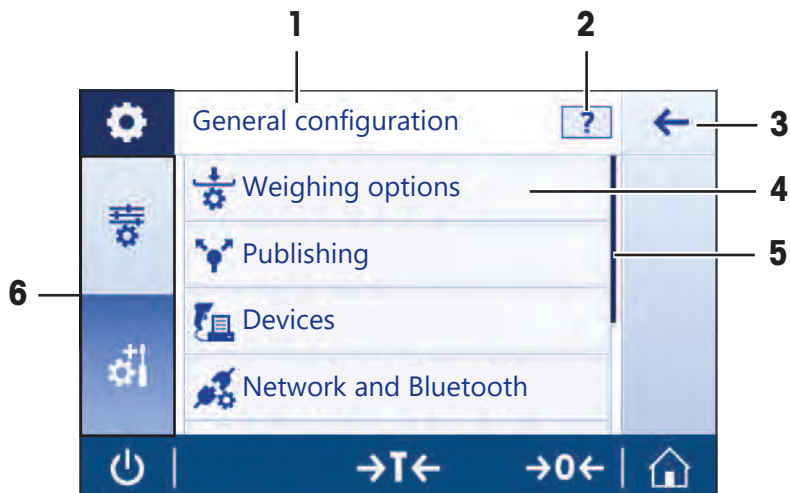 1 2
General configuration ?
3
Weighing options
4
Publishing
5
6
Devices
Network and Bluetooth
→T← →0←